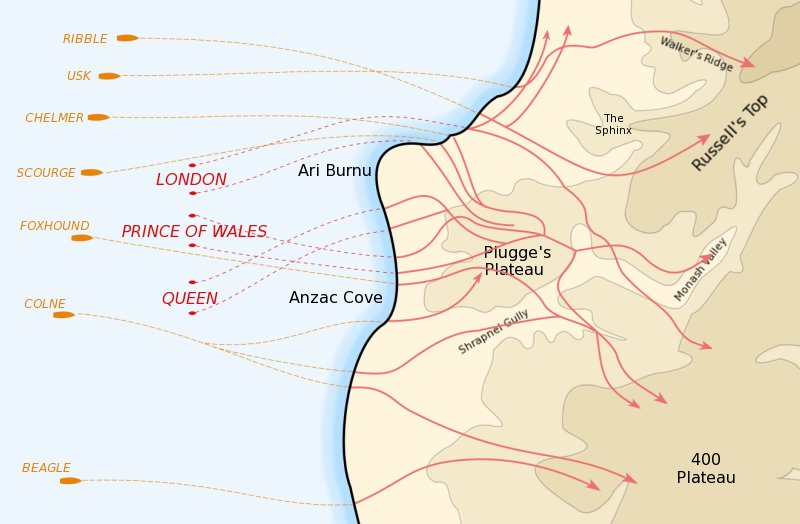 RIBBLE
USK
CHELMER
SCOURGE
LONDON
FOXHOUND
PRINCE OF WALES
QUEEN
COLNE
BEAGLE
Ari Burnu
Anzac Cove
Walker's Ridge
The
Sphinx
Russell's Top
Plugge's
Plateau
Monash Valley
Shrapnel Gully
400
Plateau